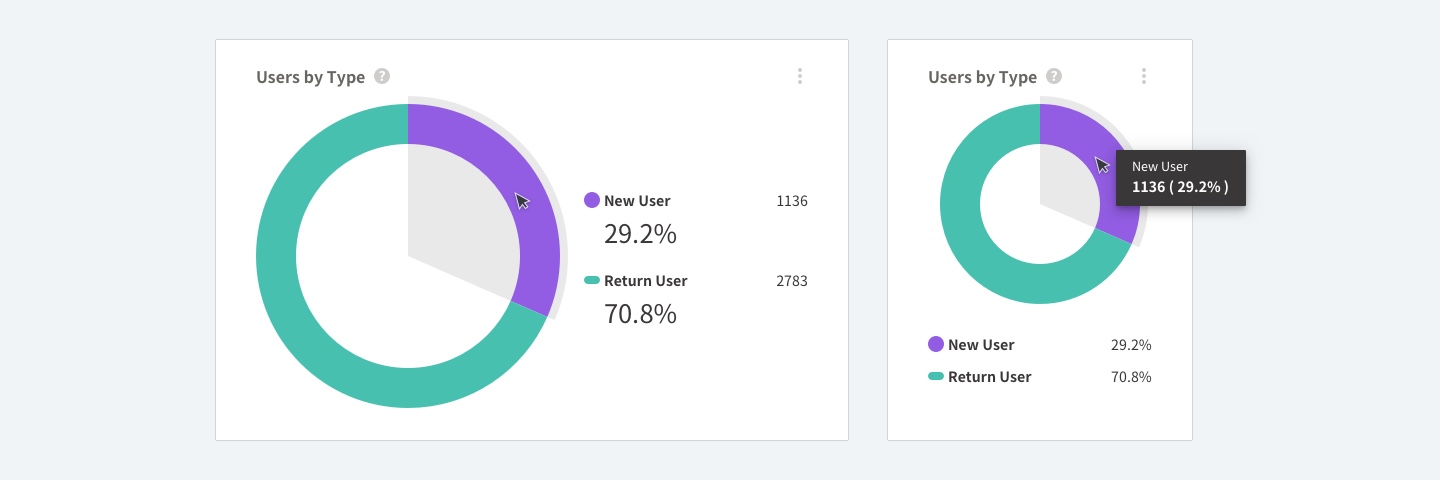 Users by Type ?
New User 1136
29.2%
Return User 2783
70.8%
Users by Type ?
New User
1136 ( 29.2% )
New User 29.2%
Return User 70.8%